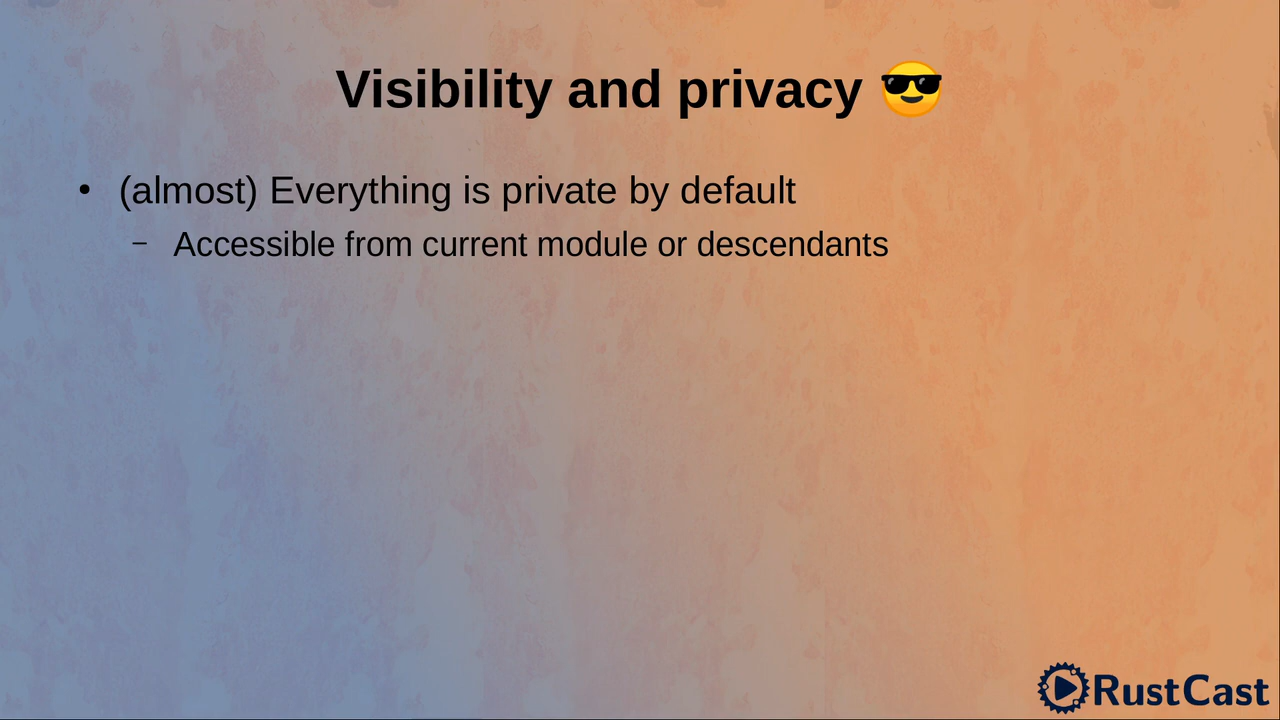 Visibility and privacy 😎
• (almost) Everything is private by default
– Accessible from current module or descendants
RustCast